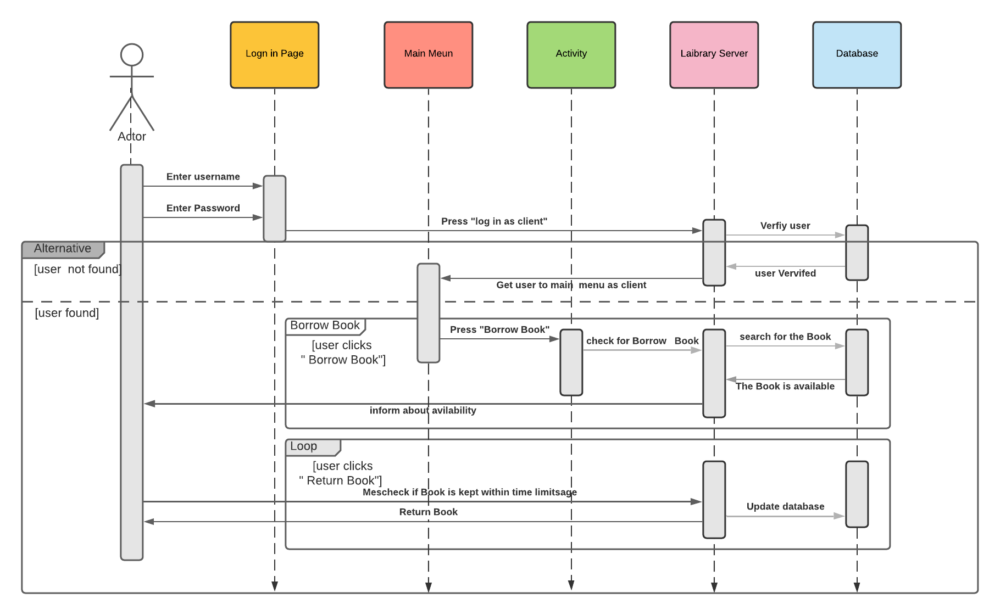 Logn in Page
Main Meun
Activity
Laibrary Server
Database
Actor
Enter username
Enter Password
Press "log in as client"
Verfiy user
Alternative
[user  not found]
user Vervifed
Get user to main  menu as client
[user found]
Borrow Book
[user clicks
" Borrow Book"]
Press "Borrow Book"
check for Borrow   Book
search for the Book
The Book is available
inform about avilability
Loop
[user clicks
" Return Book"]
Mescheck if Book is kept within time limitsage
Return Book
Update database